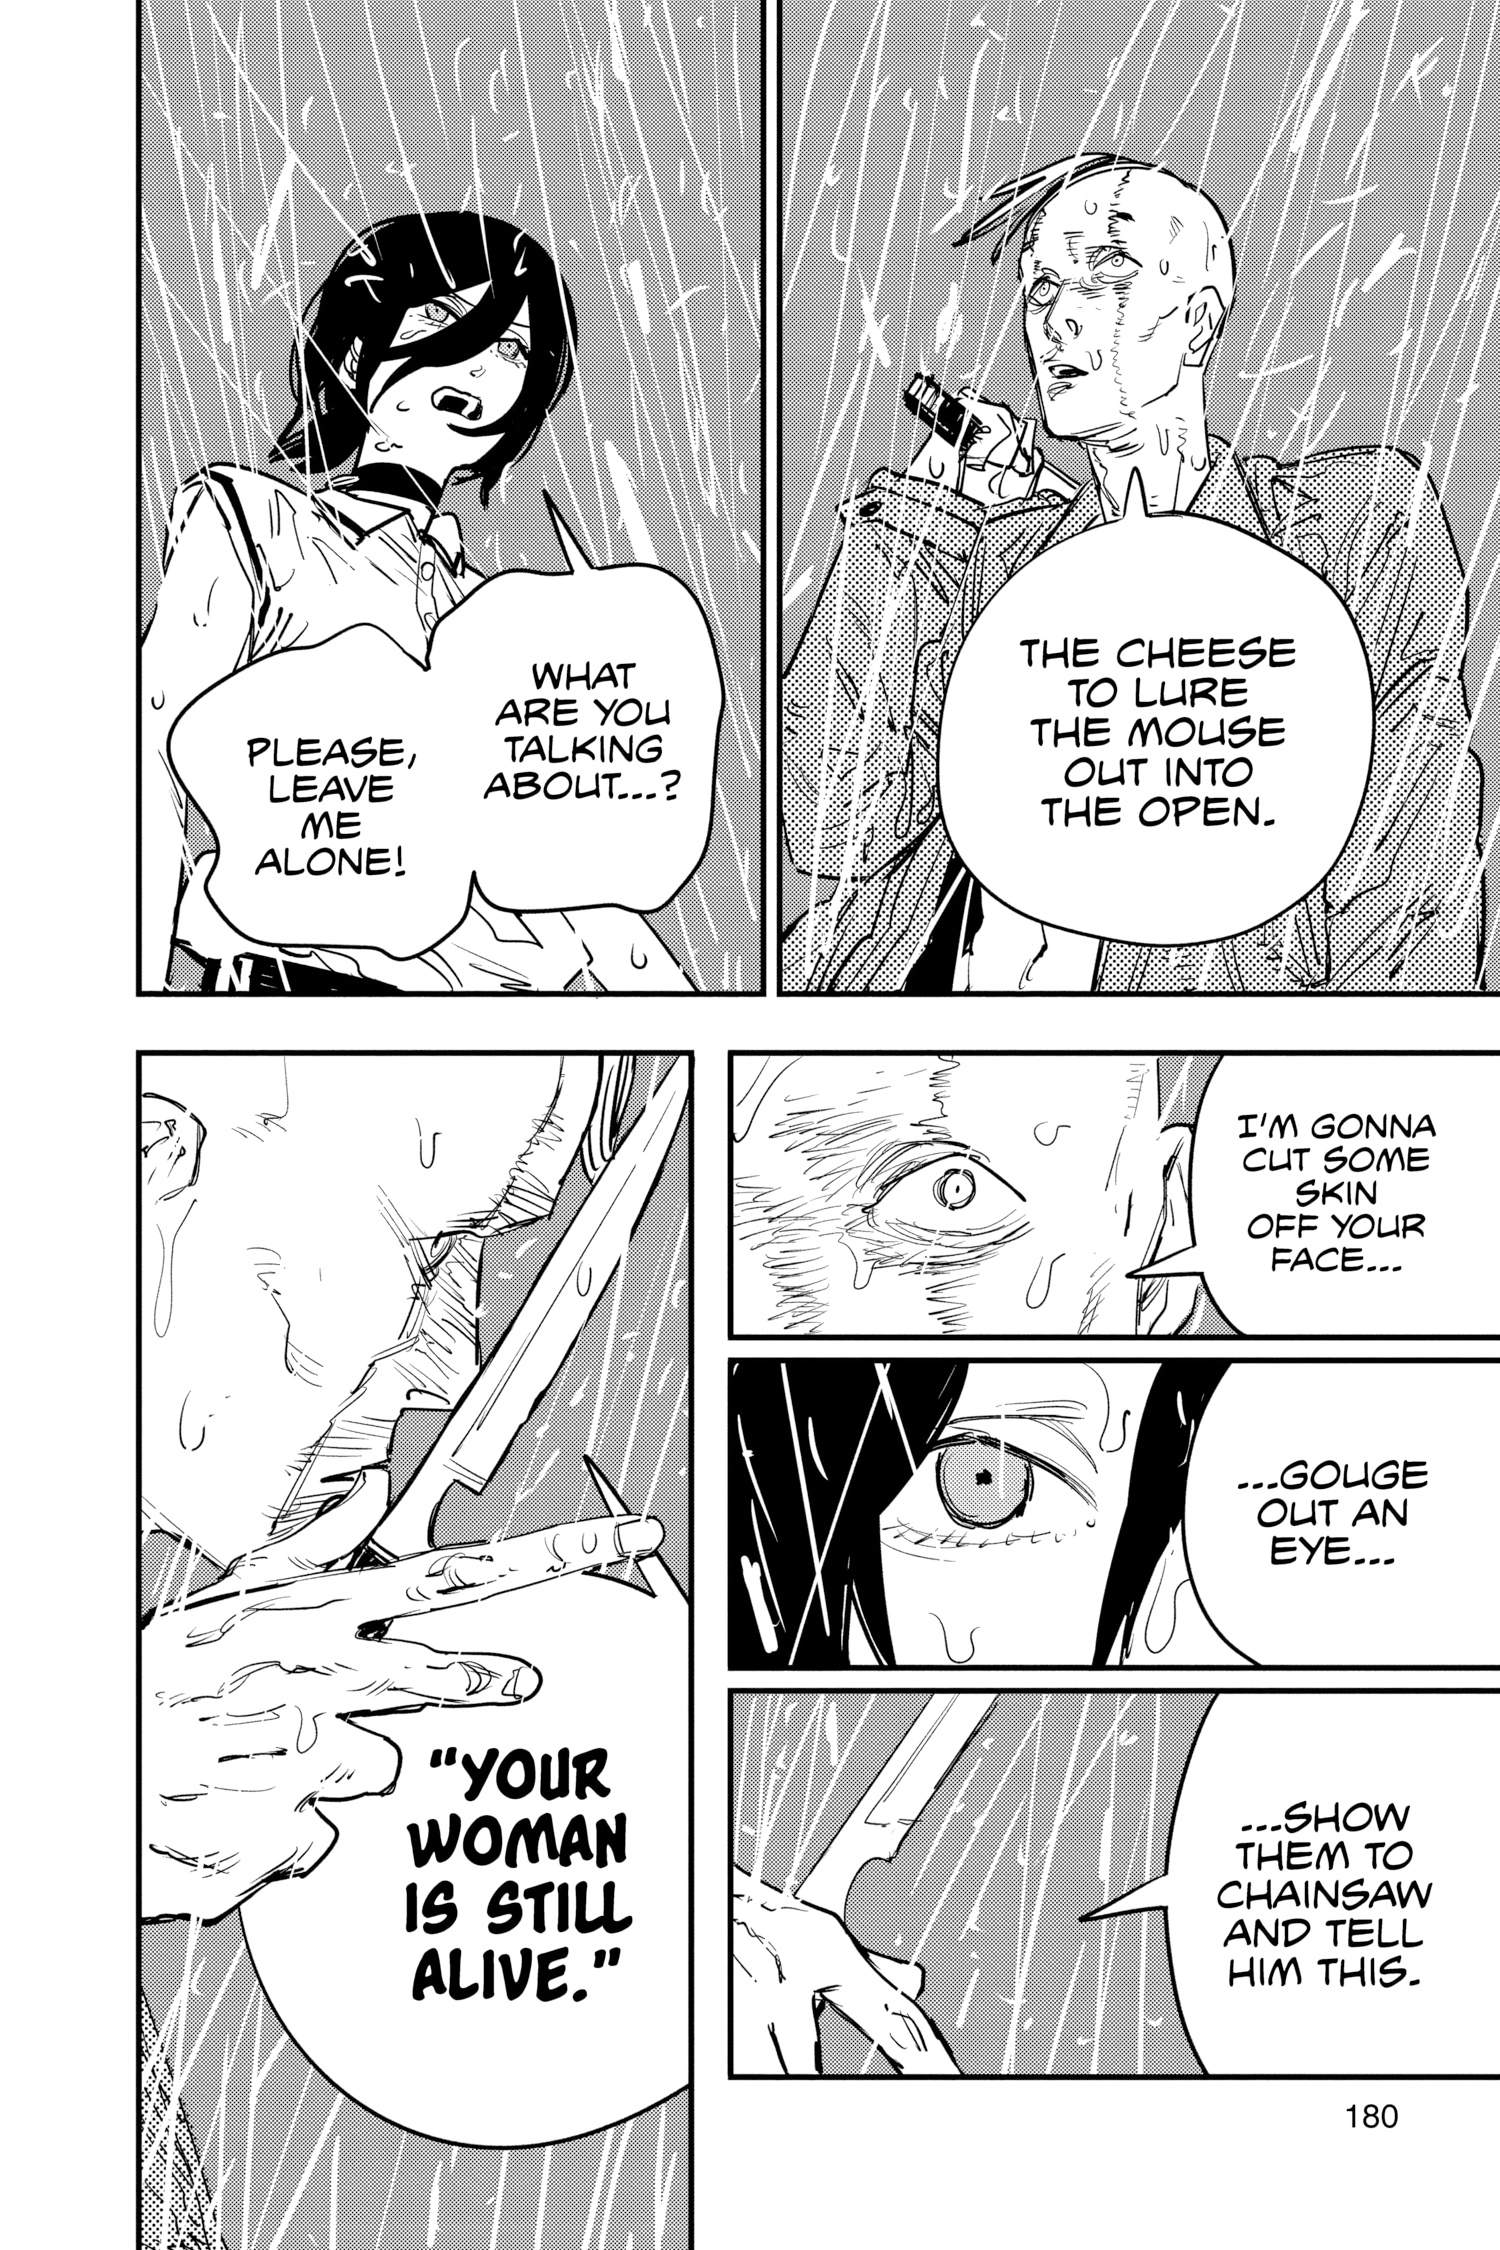 THE CHEESE
TO LURE
THE MOUSE
OUT INTO
THE OPEN.
WHAT
ARE YOU
TALKING
ABOUT...?
PLEASE,
LEAVE
ME
ALONE!
I'M GONNA
CUT SOME
SKIN
OFF YOUR
FACE...
...GOUGE
OUT AN
EYE...
...SHOW
THEM TO
CHAINSAW
AND TELL
HIM THIS.
"YOUR
WOMAN
IS STILL
ALIVE."
180